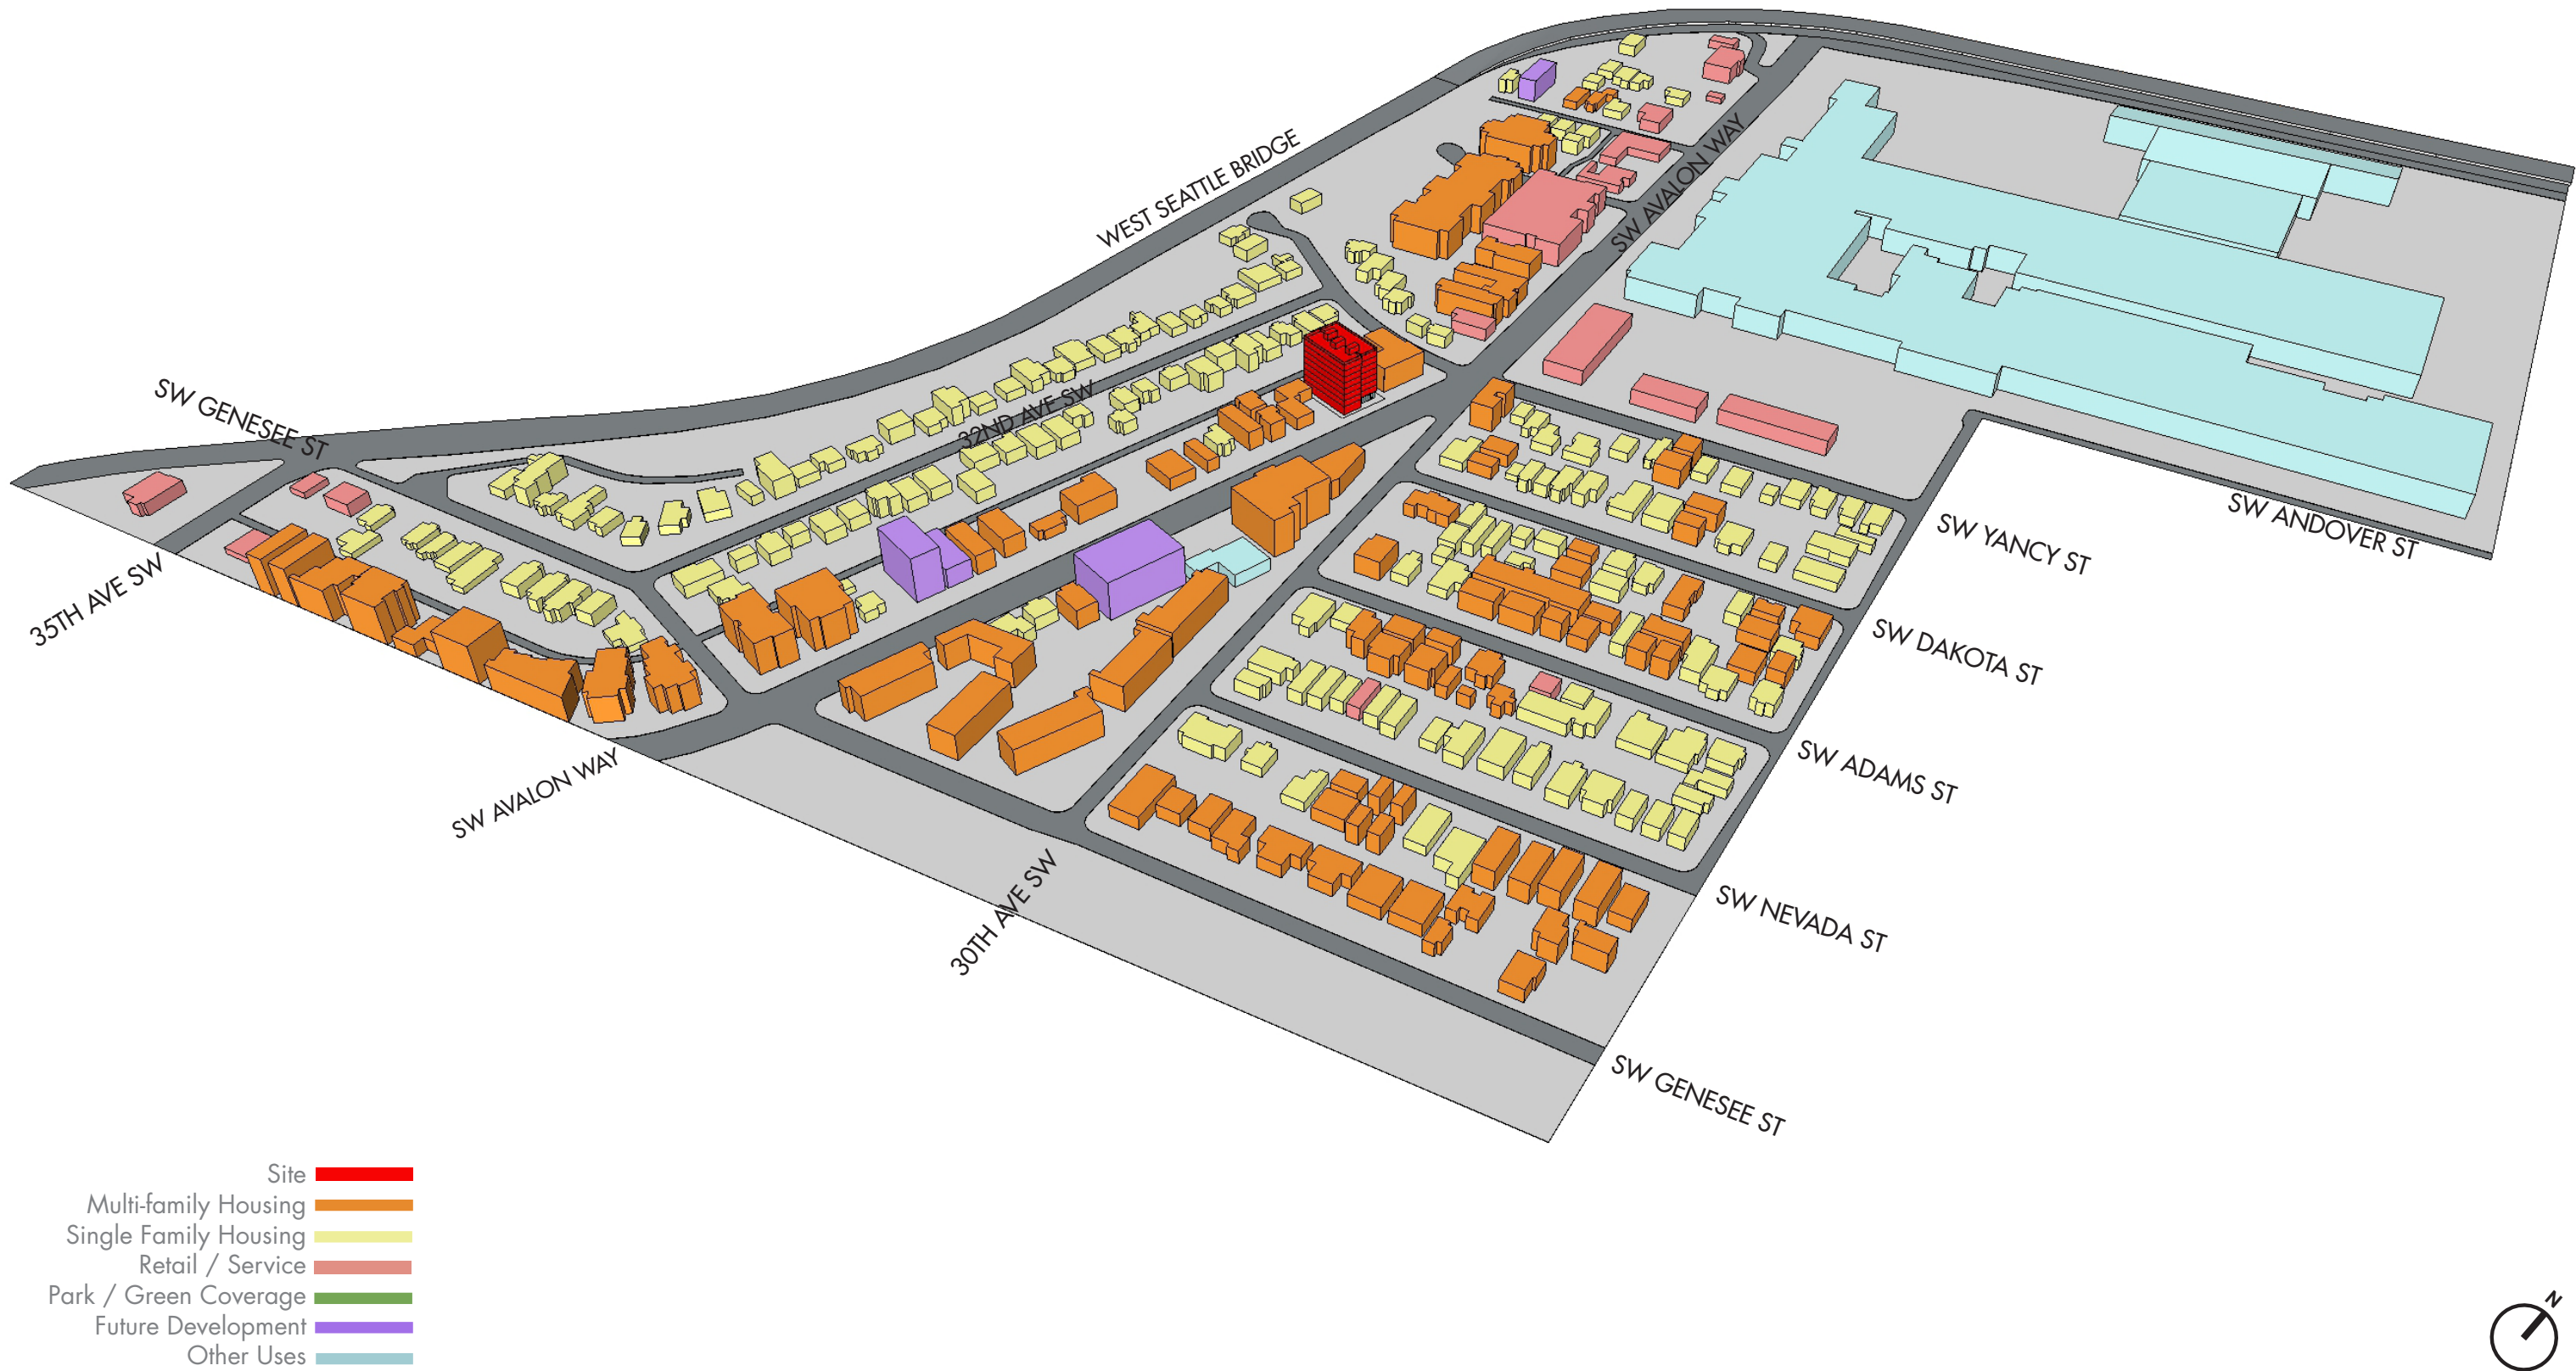 WEST SEATTLE BRIDGE
SW AVALON WAY
SW GENESEE ST
32ND AVE SW
35TH AVE SW
SW ANDOVER ST
SW YANCY ST
SW DAKOTA ST
SW ADAMS ST
SW AVALON WAY
30TH AVE SW
SW NEVADA ST
SW GENESEE ST
Site
Multi-family Housing
Single Family Housing
Retail / Service
Park / Green Coverage
Future Development
Other Uses
N